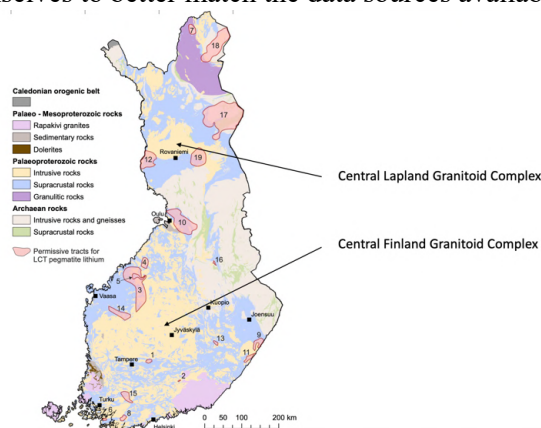 serves to better match the data sources availa
Caledonian orogenic belt
Palaeo - Mesoproterozoic rocks
Rapakivi granites
Sedimentary rocks
Dolerites
Palaeoproterozoic rocks
Intrusive rocks
Supracrustal rocks
Granulitic rocks
Archaean rocks
Intrusive rocks and gneisses
Supracrustal rocks
Permissive tracts for
LCT pegmatite lithium
18
17
Rovaniemi
12
19
Central Lapland Granitoid Complex
Oulu
10
Central Finland Granitoid Complex
4
16
5
3
Vaasa
14
Kuopio
Joensuu
Jyväskylä
13
9
11
Tampere
1
2
15
Turku
6
8
Helsinki
0 50 100 200 km